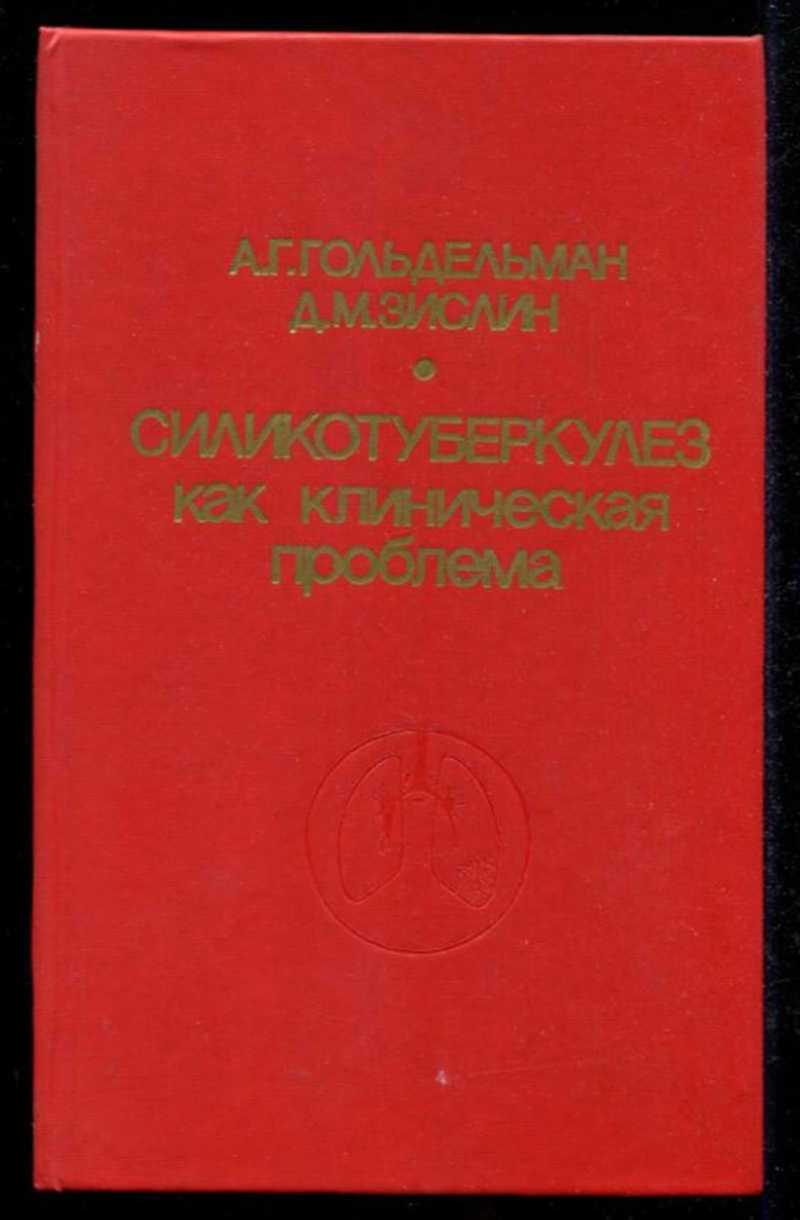 А.Г.ГОЛЬДЕЛЬМАН
Д.М.ЗИСЛИН
•
СИЛИКОТУБЕРКУЛЕЗ
как клиническая
проблема